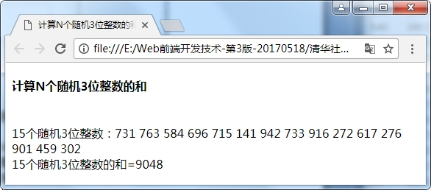 计算N个随机3位整数的和
file:///E:/Web前端开发技术-第3版-20170518/清华社...
计算N个随机3位整数的和
15个随机3位整数：731 763 584 696 715 141 942 733 916 272 617 276
901 459 302
15个随机3位整数的和=9048